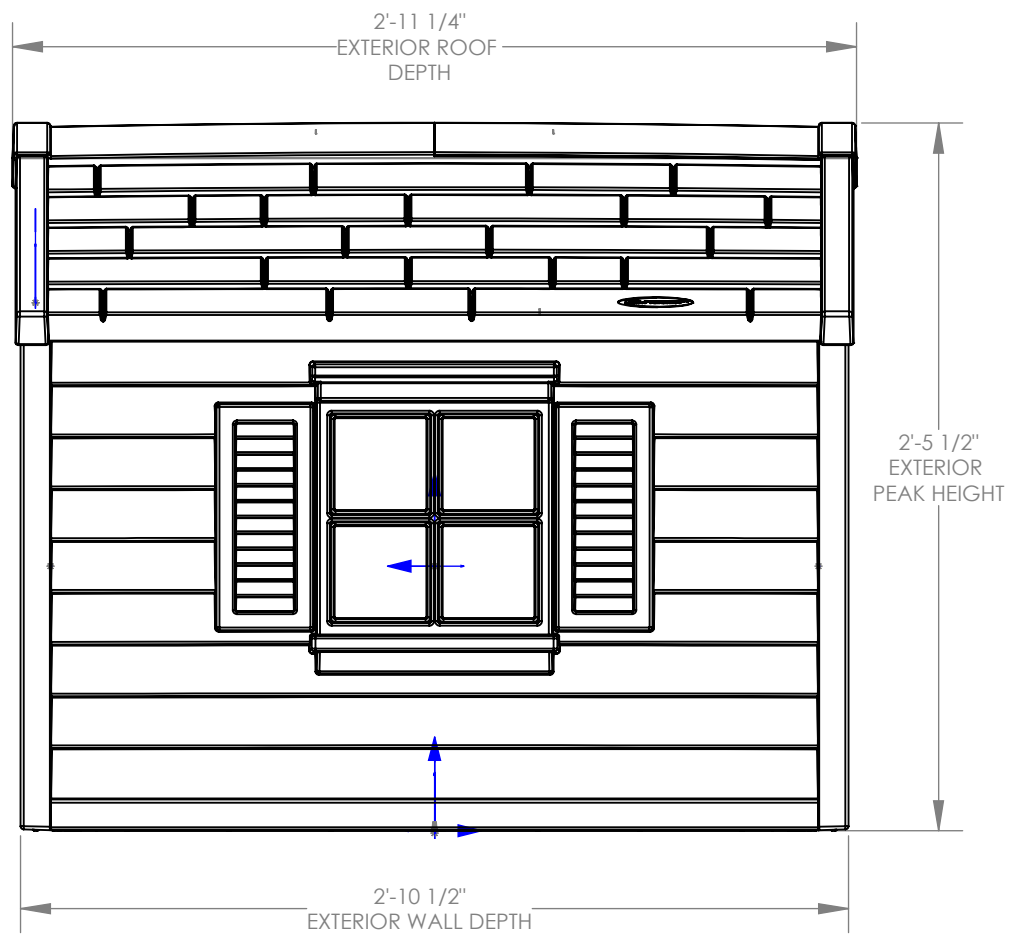 2'-11 1/4"
EXTERIOR ROOF
DEPTH
2'-5 1/2"
EXTERIOR
PEAK HEIGHT
2'-10 1/2"
EXTERIOR WALL DEPTH